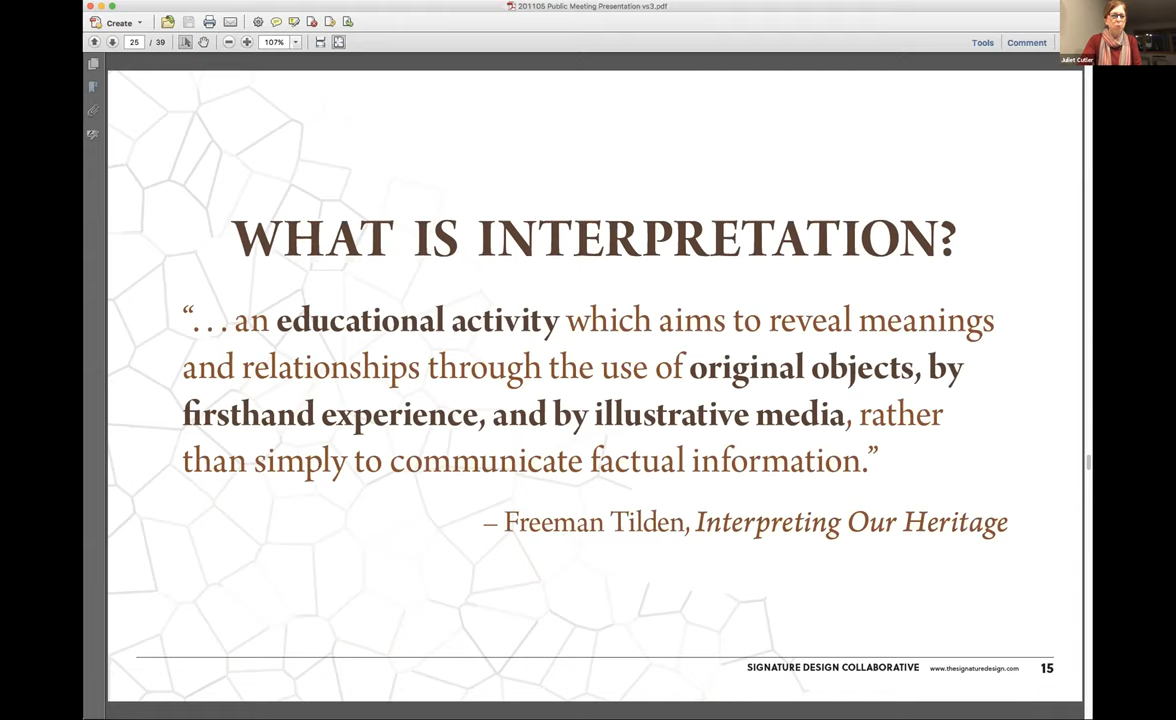 201105 Public Meeting Presentation vs3.pdf
Create
25 / 39
107%
Tools
Comment
Juliet Cutler
WHAT IS INTERPRETATION?
“. . . an educational activity which aims to reveal meanings
and relationships through the use of original objects, by
firsthand experience, and by illustrative media, rather
than simply to communicate factual information.”
– Freeman Tilden, Interpreting Our Heritage
SIGNATURE DESIGN COLLABORATIVE www.thesignaturedesign.com 15